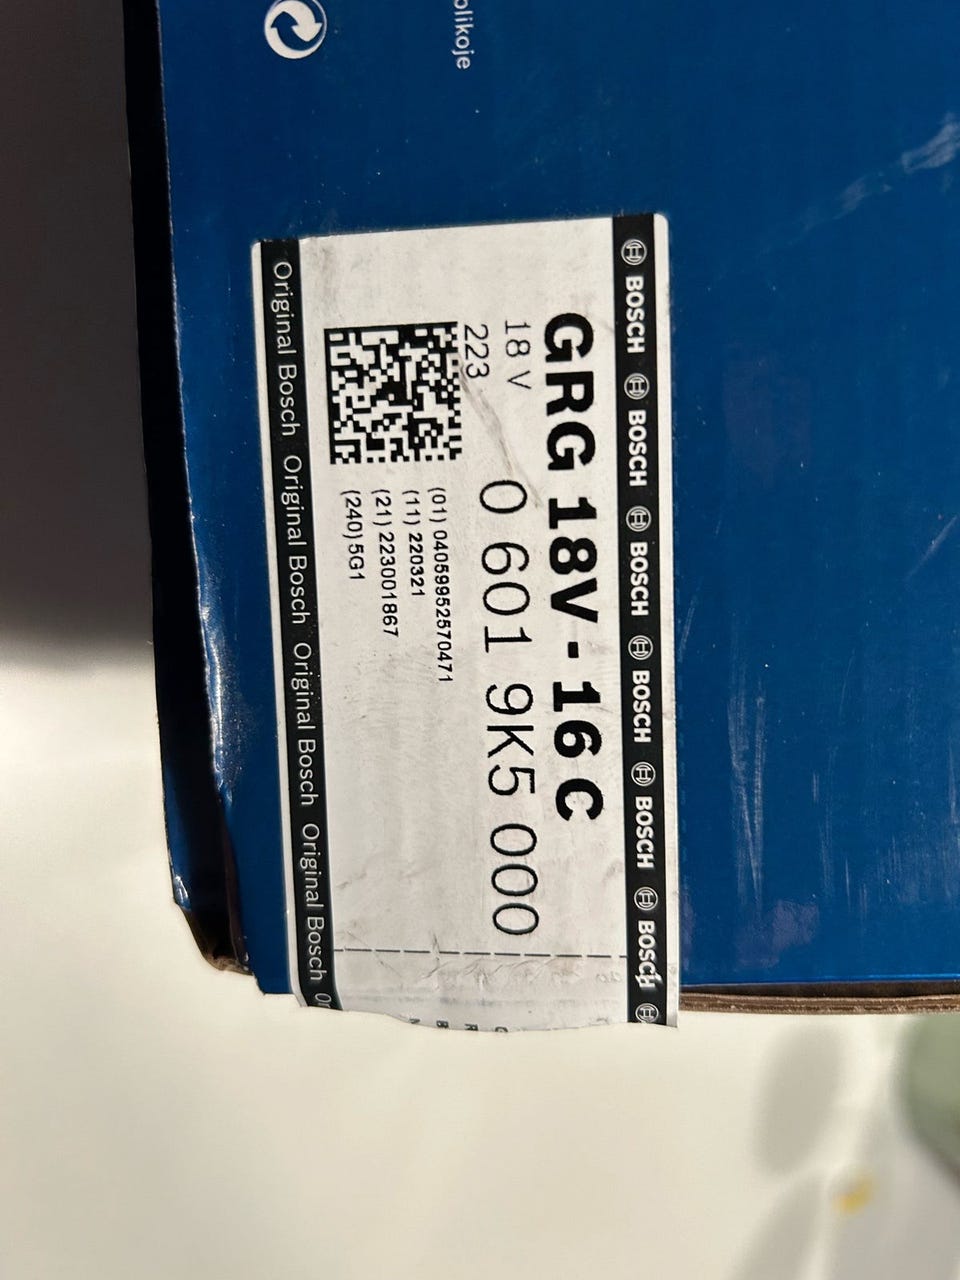 olikoje
BOSCH BOSCH BOSCH BOSCH BOSCH BOSCH
GRG 18V - 16 C
18 V
0 601 9K5 000
223
(01) 04059952570471
(11) 220321
(21) 223001867
(240) 5G1
Original Bosch Original Bosch Original Bosch Original Bosch Or